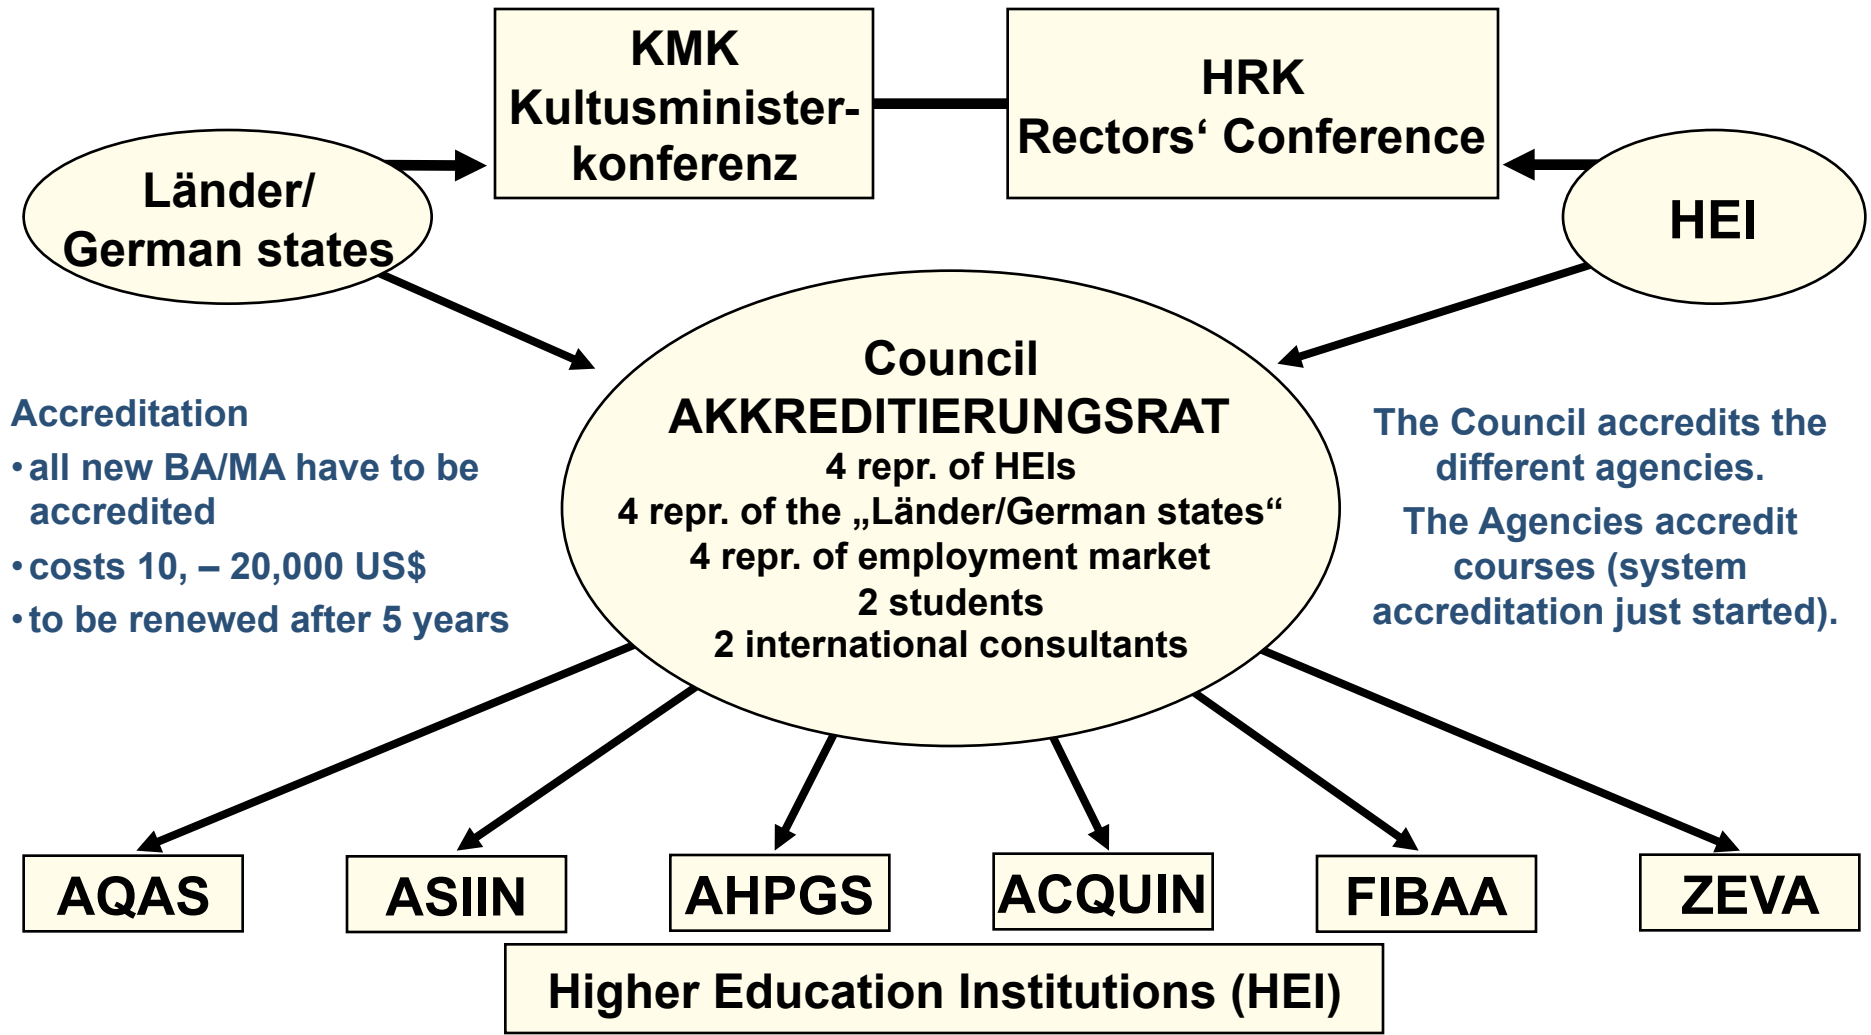 KMK
Kultusminister-
konferenz
HRK
Rectors‘ Conference
Länder/
German states
HEI
Council
AKKREDITIERUNGSRAT
4 repr. of HEIs
4 repr. of the „Länder/German states“
4 repr. of employment market
2 students
2 international consultants
Accreditation
• all new BA/MA have to be
accredited
• costs 10, – 20,000 US$
• to be renewed after 5 years
The Council accredits the
different agencies.
The Agencies accredit
courses (system
accreditation just started).
AQAS
ASIIN
AHPGS
ACQUIN
FIBAA
ZEVA
Higher Education Institutions (HEI)